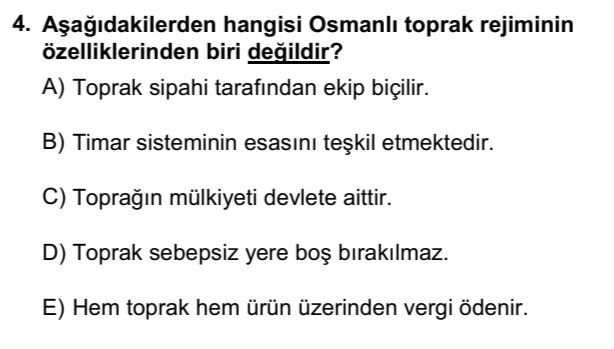 4. Aşağıdakilerden hangisi Osmanlı toprak rejiminin
özelliklerinden biri değildir?
A) Toprak sipahi tarafından ekip biçilir.
B) Timar sisteminin esasını teşkil etmektedir.
C) Toprağın mülkiyeti devlete aittir.
D) Toprak sebepsiz yere boş bırakılmaz.
E) Hem toprak hem ürün üzerinden vergi ödenir.